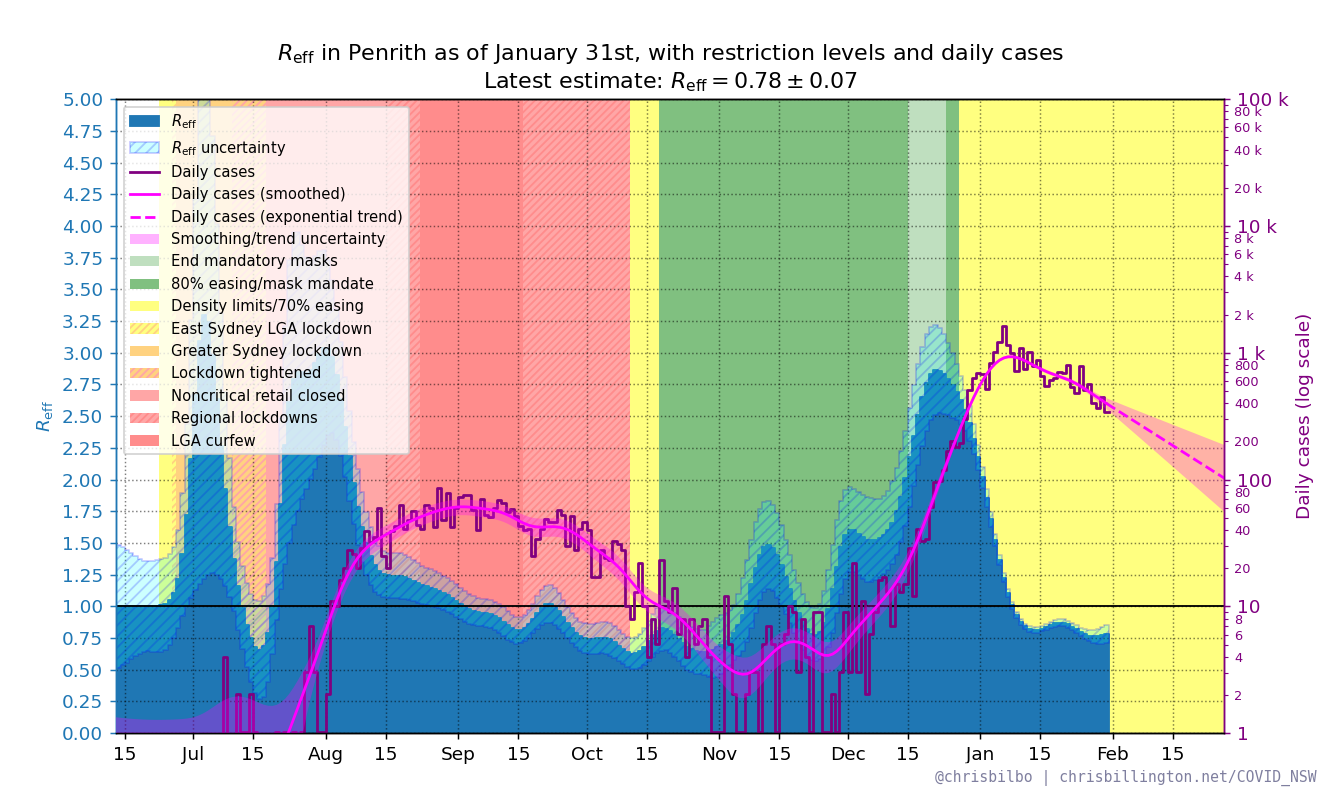 Reff in Penrith as of January 31st, with restriction levels and daily cases
Latest estimate: Reff = 0.78 ± 0.07
5.00
4.75
4.50
4.25
4.00
3.75
3.50
3.25
3.00
2.75
2.50
2.25
2.00
1.75
1.50
1.25
1.00
0.75
0.50
0.25
0.00
Reff
Reff
Reff uncertainty
Daily cases
Daily cases (smoothed)
Daily cases (exponential trend)
Smoothing/trend uncertainty
End mandatory masks
80% easing/mask mandate
Density limits/70% easing
East Sydney LGA lockdown
Greater Sydney lockdown
Lockdown tightened
Noncritical retail closed
Regional lockdowns
LGA curfew
100 k
80 k
60 k
40 k
20 k
10 k
8 k
6 k
4 k
2 k
1 k
800
600
400
200
100
80
60
40
20
10
8
6
4
2
1
Daily cases (log scale)
15 Jul 15 Aug 15 Sep 15 Oct 15 Nov 15 Dec 15 Jan 15 Feb 15
@chrisbilbo | chrisbillington.net/COVID_NSW